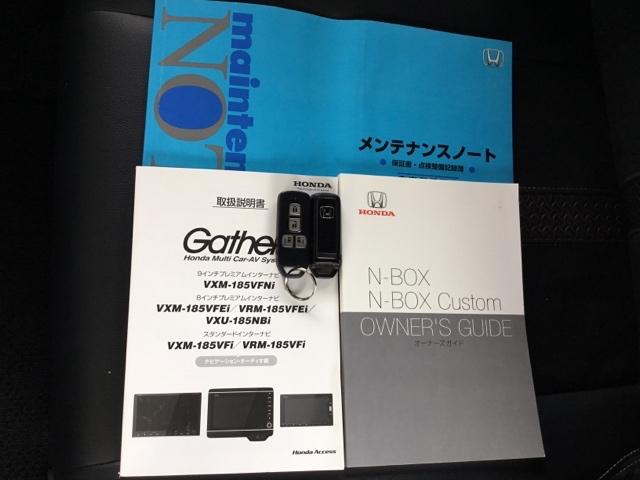 mainten
NO
メンテナンスノート
● 保証書・点検整備記録簿 ●
HONDA
取扱説明書
Gathe
Honda Multi Car-AV Sys
9インチプレミアムインターナビ
VXM-185VFNi
8インチプレミアムインターナビ
VXM-185VFEi/VRM-185VFEi/
VXU-185NBi
スタンダードインターナビ
VXM-185VFi/VRM-185VFi
ナビゲーション・オーディオ編
Honda Access
HONDA
N-BOX
N-BOX Custom
OWNER'S GUIDE
オーナーズガイド